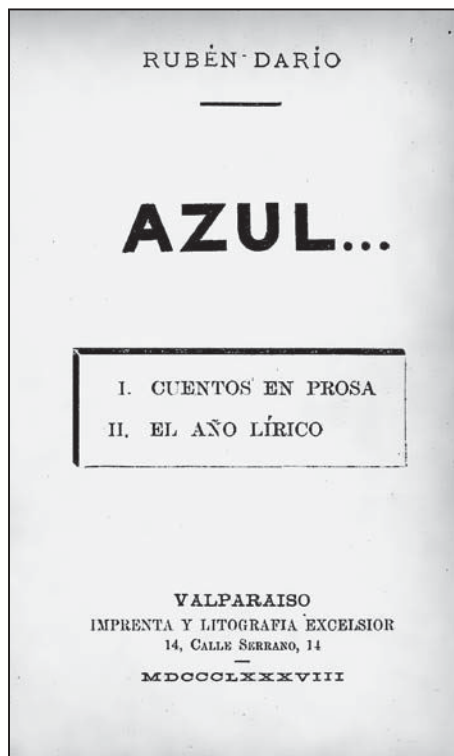 RUBÉN DARÍO
AZUL...
I. CUENTOS EN PROSA
II. EL AÑO LÍRICO
VALPARAISO
IMPRENTA Y LITOGRAFIA EXCELSIOR
14, CALLE SERRANO, 14
MDCCCLXXXVIII